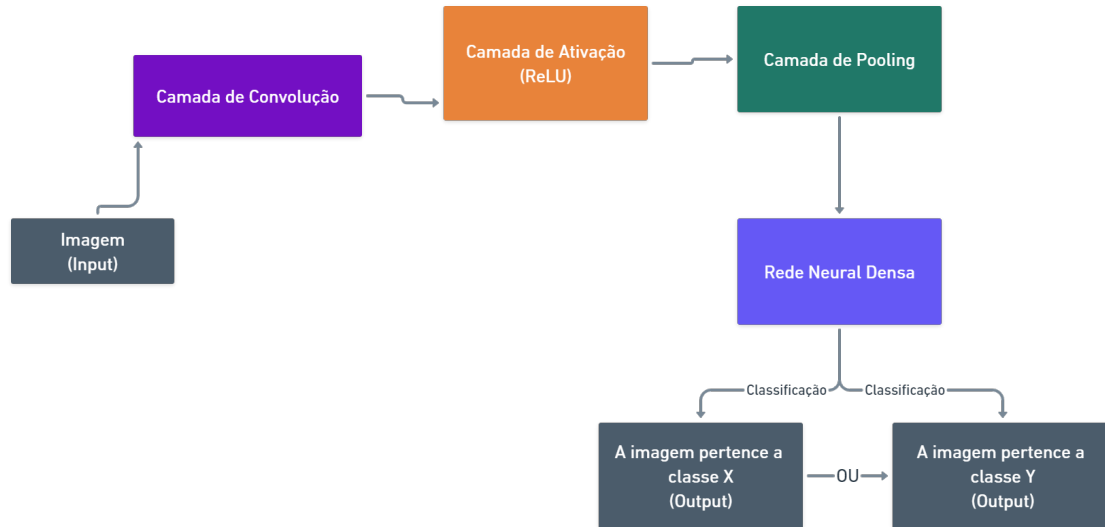 Imagem
(Input)
Camada de Convolução
Camada de Ativação
(ReLU)
Camada de Pooling
Rede Neural Densa
Classificação
Classificação
A imagem pertence a
classe X
(Output)
OU
A imagem pertence a
classe Y
(Output)